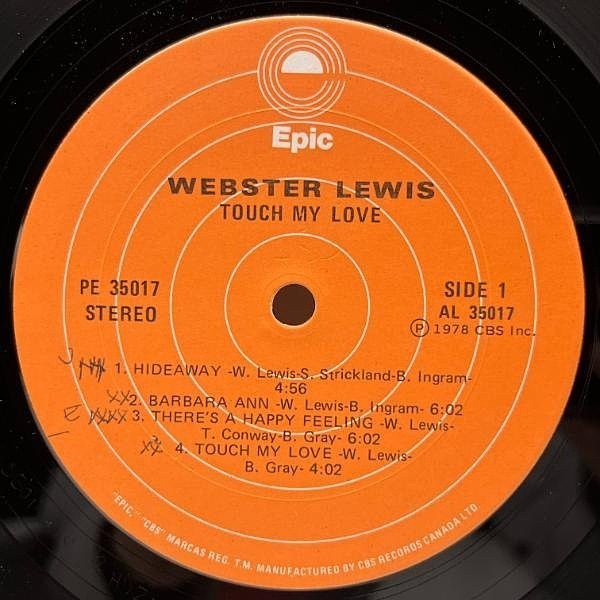 Epic
WEBSTER LEWIS
TOUCH MY LOVE
PE 35017
STEREO
SIDE 1
AL 35017
Ⓟ 1978 CBS Inc.
1. HIDEAWAY -W. Lewis-S. Strickland-B. Ingram-
4:56
XX 2. BARBARA ANN -W. Lewis-B. Ingram- 6:02
E XXXX 3. THERE'S A HAPPY FEELING -W. Lewis-
T. Conway-B. Gray- 6:02
XX 4. TOUCH MY LOVE -W. Lewis-
B. Gray- 4:02
"EPIC," "CBS" MARCAS REG. T.M. MANUFACTURED BY CBS RECORDS CANADA LTD.